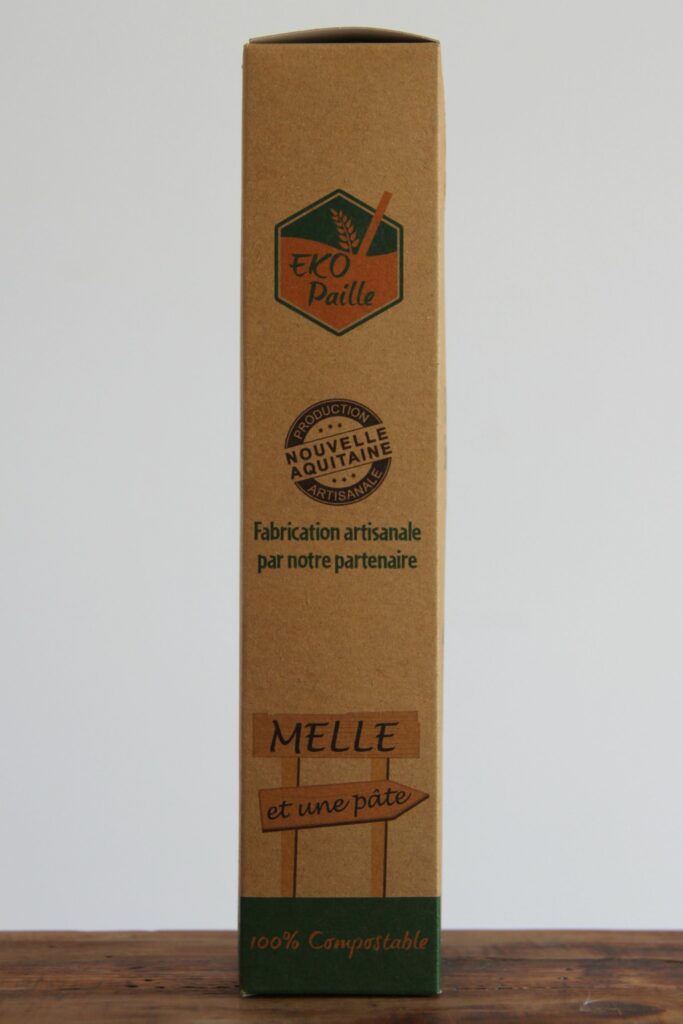 EKO
Paille
PRODUCTION
NOUVELLE
AQUITAINE
ARTISANALE
Fabrication artisanale
par notre partenaire
MELLE
et une pâte
100% Compostable